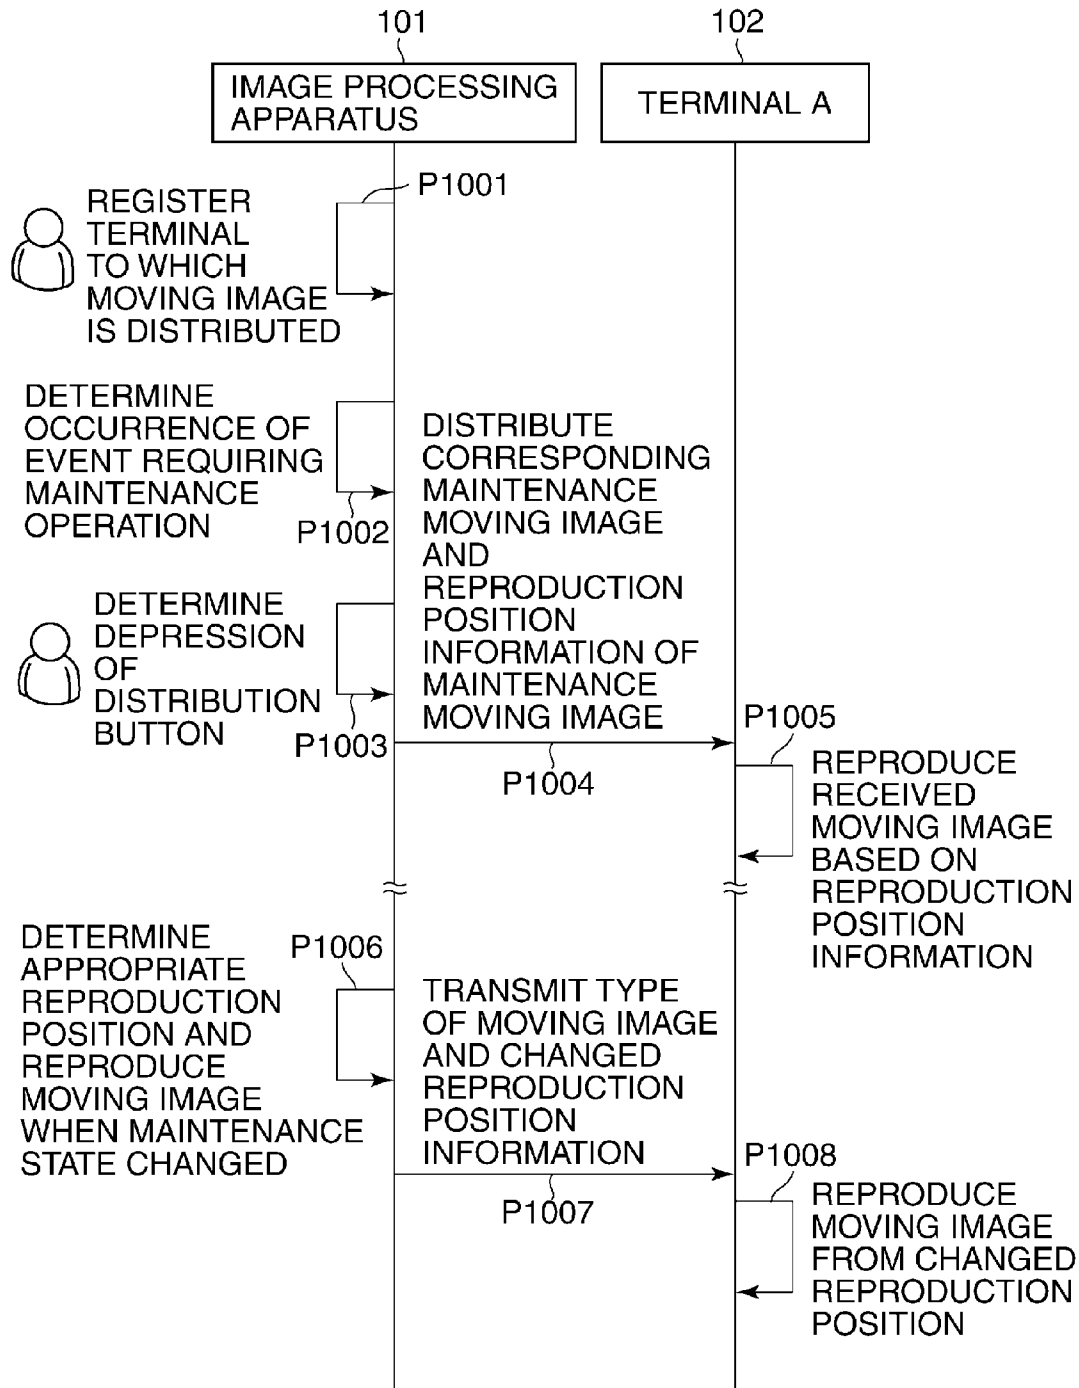 101
102
IMAGE PROCESSING
APPARATUS
TERMINAL A
P1001
REGISTER
TERMINAL
TO WHICH
MOVING IMAGE
IS DISTRIBUTED
DETERMINE
OCCURRENCE OF
EVENT REQUIRING
MAINTENANCE
OPERATION
P1002
DISTRIBUTE
CORRESPONDING
MAINTENANCE
MOVING IMAGE
AND
REPRODUCTION
POSITION
INFORMATION OF
MAINTENANCE
MOVING IMAGE
DETERMINE
DEPRESSION
OF
DISTRIBUTION
BUTTON
P1003
P1004
P1005
REPRODUCE
RECEIVED
MOVING IMAGE
BASED ON
REPRODUCTION
POSITION
INFORMATION
DETERMINE
APPROPRIATE
REPRODUCTION
POSITION AND
REPRODUCE
MOVING IMAGE
WHEN MAINTENANCE
STATE CHANGED
P1006
TRANSMIT TYPE
OF MOVING IMAGE
AND CHANGED
REPRODUCTION
POSITION
INFORMATION
P1007
P1008
REPRODUCE
MOVING IMAGE
FROM CHANGED
REPRODUCTION
POSITION